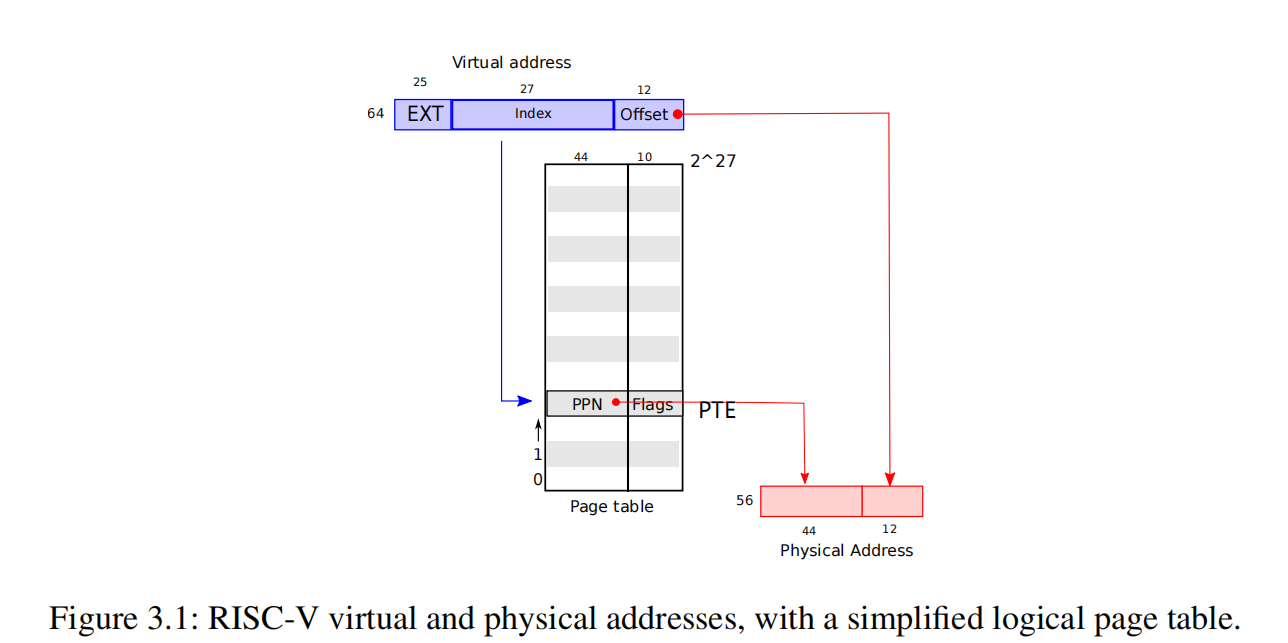 Virtual address
25
27
12
64
EXT
Index
Offset
44
10
2^27
PPN
Flags
PTE
1
0
Page table
56
44
12
Physical Address
Figure 3.1: RISC-V virtual and physical addresses, with a simplified logical page table.